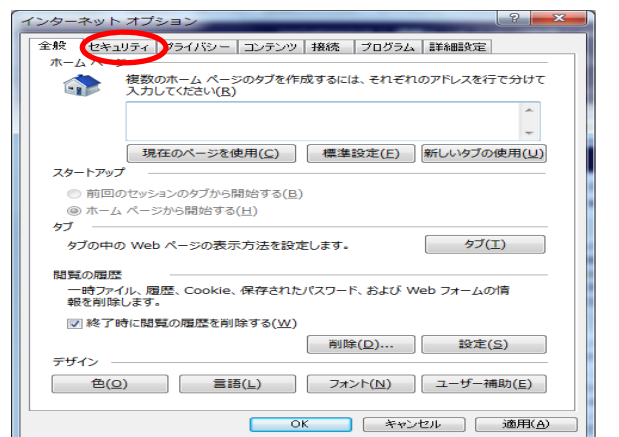 インターネット オプション
全般 セキュリティ プライバシー コンテンツ 接続 プログラム 詳細設定
ホーム ページ
複数のホーム ページのタブを作成するには、それぞれのアドレスを行で分けて
入力してください(R)
現在のページを使用(C) 標準設定(F) 新しいタブの使用(U)
スタートアップ
前回のセッションのタブから開始する(B)
ホーム ページから開始する(H)
タブ
タブの中の Web ページの表示方法を設定します。 タブ(T)
閲覧の履歴
一時ファイル、履歴、Cookie、保存されたパスワード、および Web フォームの情
報を削除します。
終了時に閲覧の履歴を削除する(W)
削除(D)... 設定(S)
デザイン
色(O) 言語(L) フォント(N) ユーザー補助(E)
OK キャンセル 適用(A)